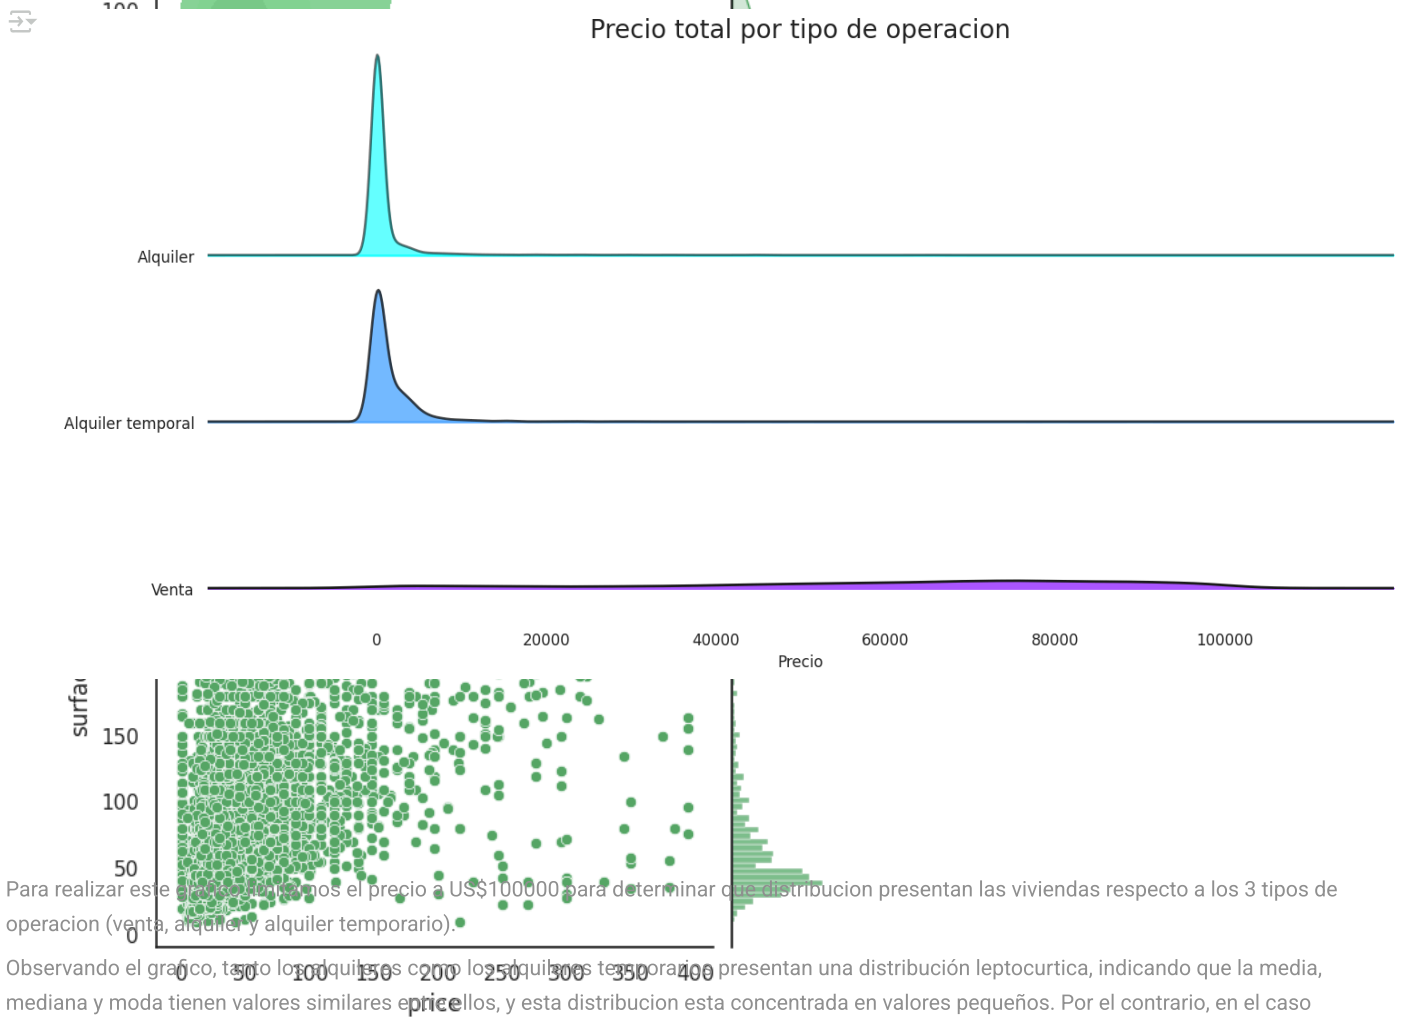 100
Precio total por tipo de operacion
Alquiler
Alquiler temporal
Venta
0 20000 40000 60000 80000 100000
Precio
surfac
150
100
50
0
Para realizar este grafico limitamos el precio a US$100000 para determinar que distribucion presentan las viviendas respecto a los 3 tipos de
operacion (venta, alquiler y alquiler temporario).
0 50 100 150 200 250 300 350 400
price
Observando el grafico, tanto los alquileres como los alquileres temporarios presentan una distribución leptocurtica, indicando que la media,
mediana y moda tienen valores similares entre ellos, y esta distribucion esta concentrada en valores pequeños. Por el contrario, en el caso